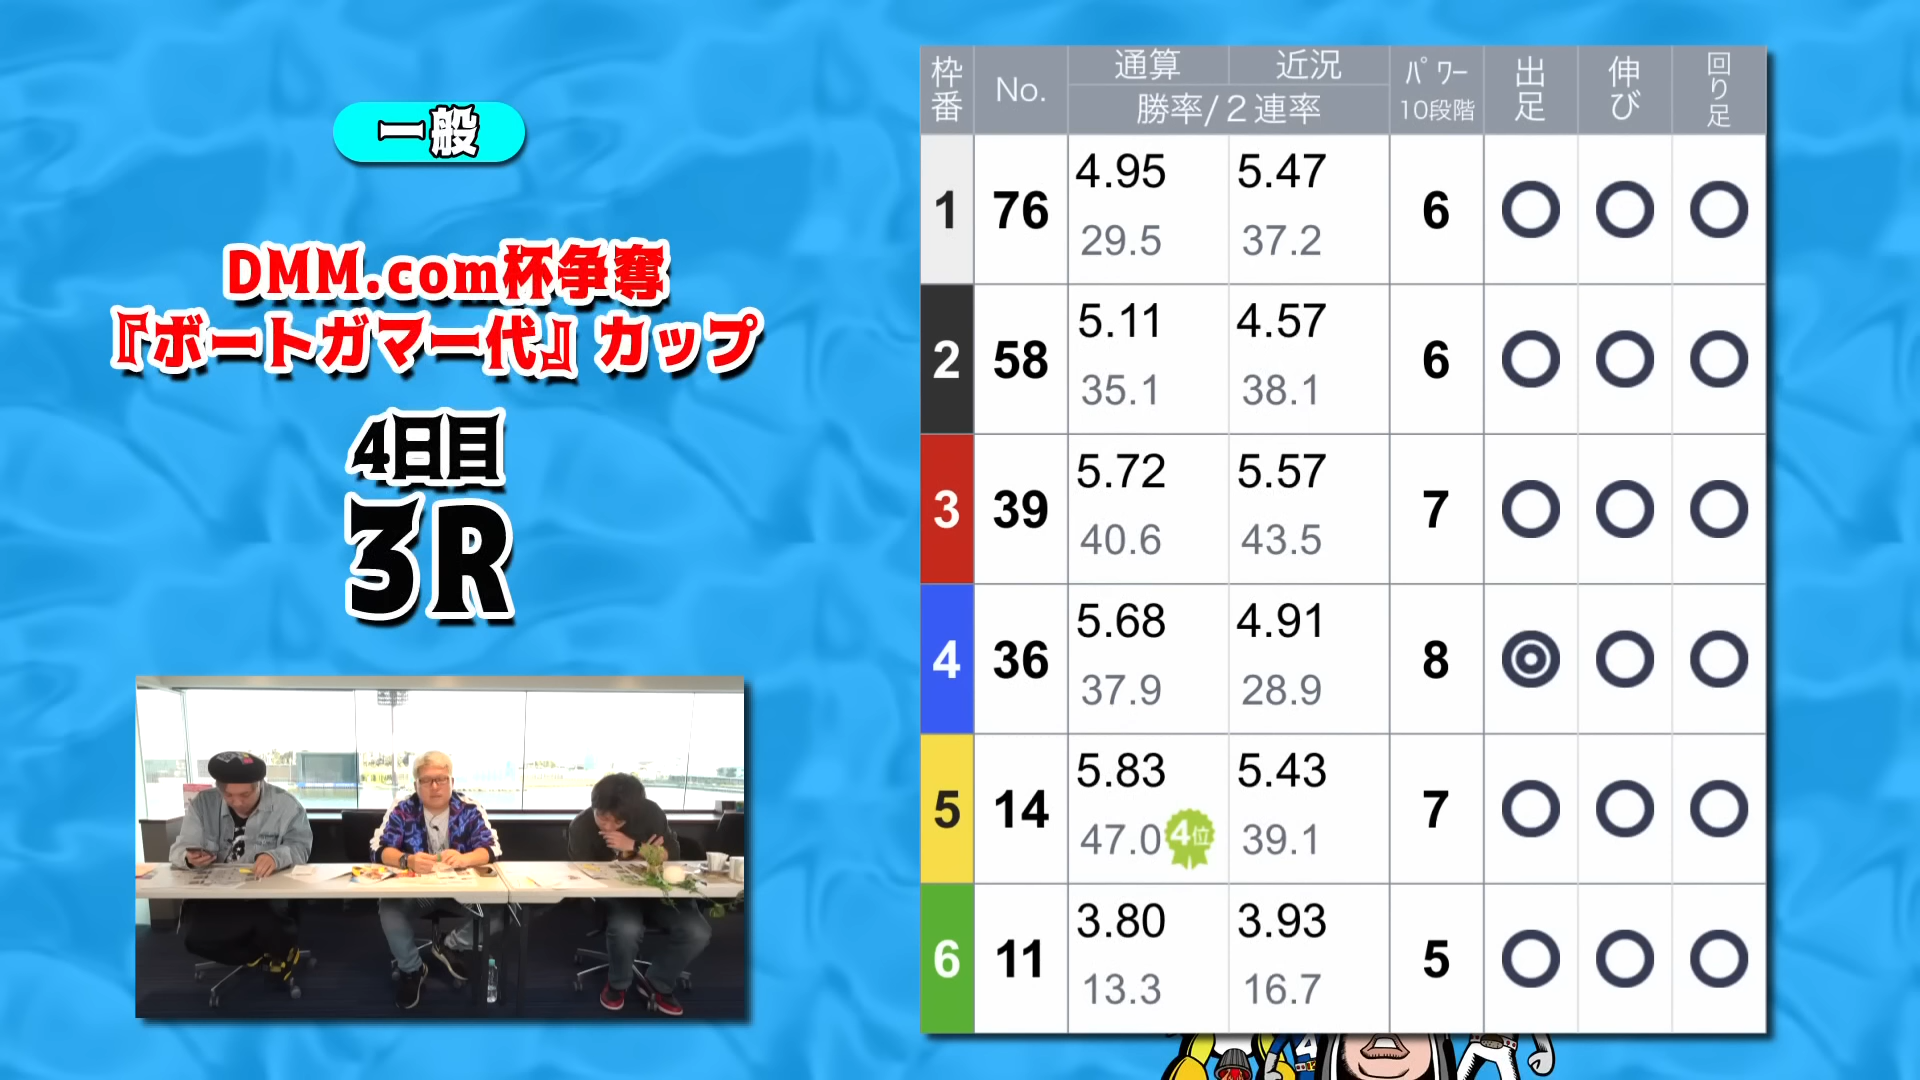 一般
DMM.com杯争奪
『ボートガマ一代』カップ
4日目
3R
枠番 No. 通算 近況 パワー 出足 伸び 回り足
勝率/2連率 10段階
1 76 4.95 5.47 6 ○ ○ ○
29.5 37.2
2 58 5.11 4.57 6 ○ ○ ○
35.1 38.1
3 39 5.72 5.57 7 ○ ○ ○
40.6 43.5
4 36 5.68 4.91 8 ◎ ○ ○
37.9 28.9
5 14 5.83 5.43 7 ○ ○ ○
47.0 4位 39.1
6 11 3.80 3.93 5 ○ ○ ○
13.3 16.7
4